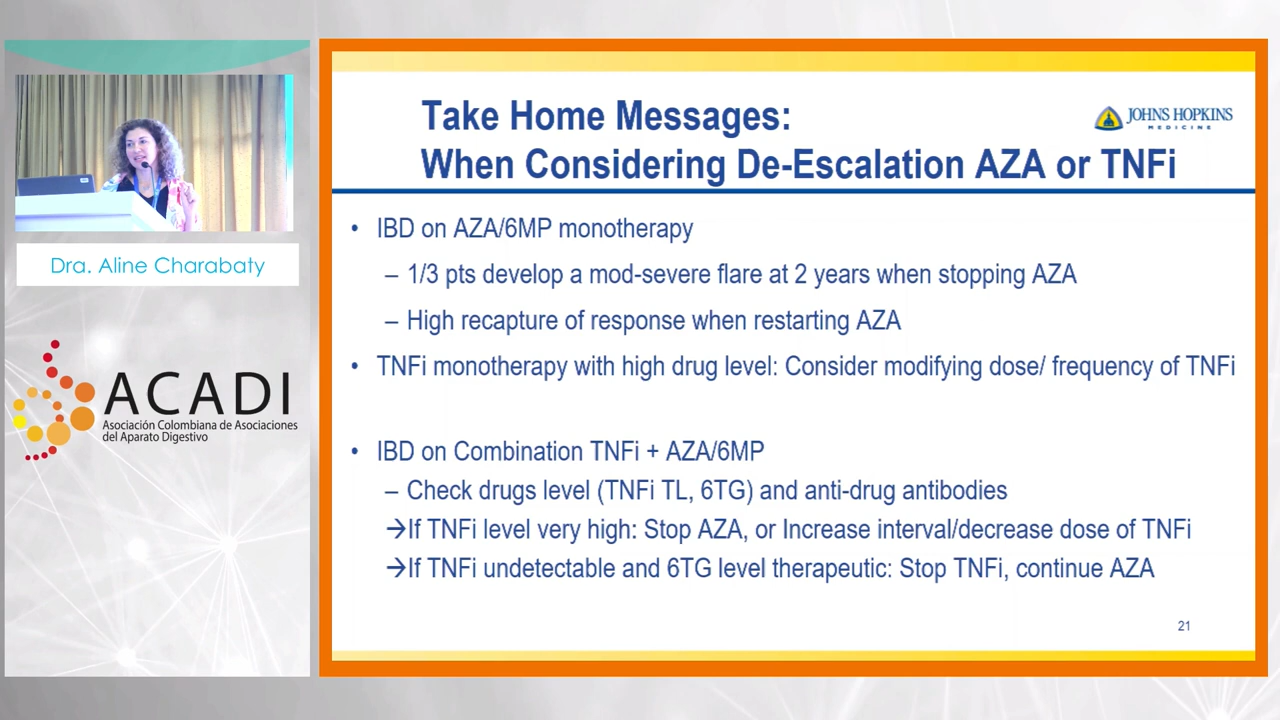 Take Home Messages:
When Considering De-Escalation AZA or TNFi
JOHNS HOPKINS
MEDICINE
• IBD on AZA/6MP monotherapy
– 1/3 pts develop a mod-severe flare at 2 years when stopping AZA
– High recapture of response when restarting AZA
• TNFi monotherapy with high drug level: Consider modifying dose/ frequency of TNFi
• IBD on Combination TNFi + AZA/6MP
– Check drugs level (TNFi TL, 6TG) and anti-drug antibodies
→If TNFi level very high: Stop AZA, or Increase interval/decrease dose of TNFi
→If TNFi undetectable and 6TG level therapeutic: Stop TNFi, continue AZA
21
Dra. Aline Charabaty
ACADI
Asociación Colombiana de Asociaciones
del Aparato Digestivo